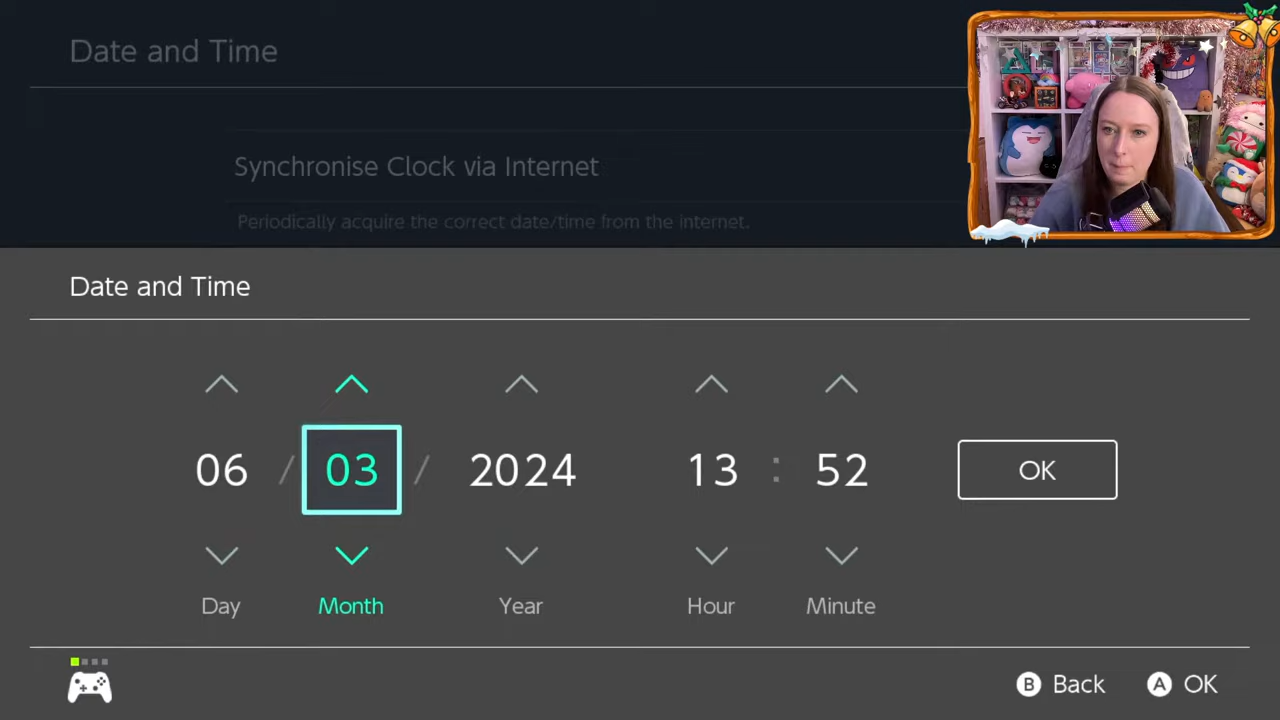 Date and Time
Synchronise Clock via Internet
Periodically acquire the correct date/time from the internet.
Date and Time
06 / 03 / 2024 13 : 52 OK
Day Month Year Hour Minute
B Back A OK